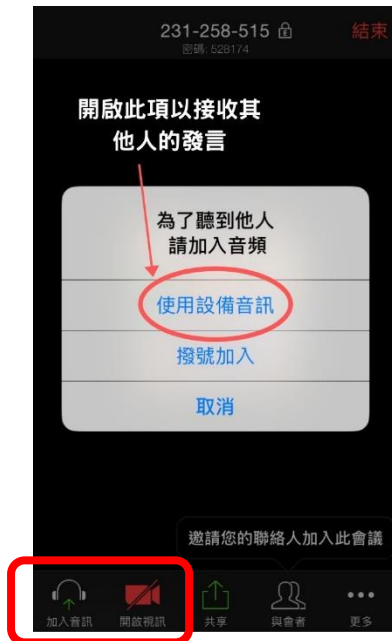 231-258-515
結束
密碼: 528174
開啟此項以接收其
他人的發言
為了聽到他人
請加入音頻
使用設備音訊
撥號加入
取消
邀請您的聯絡人加入此會議
加入音訊
開啟視訊
共享
與會者
更多